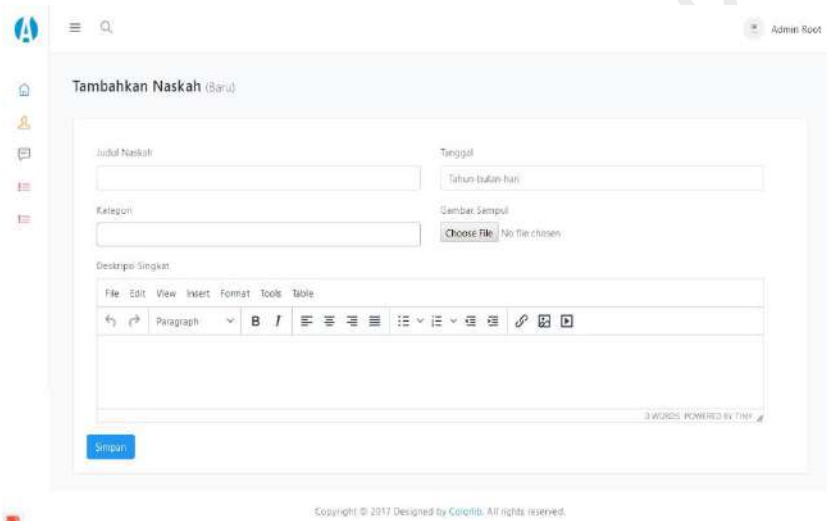 Admin Root
Tambahkan Naskah (Baru)
Judul Naskah
Tanggal
Tahun-bulan-hari
Kategori
Gambar Sampul
Choose File No file chosen
Deskripsi Singkat
File Edit View Insert Format Tools Table
Paragraph B I
0 WORDS POWERED BY TINY
Simpan
Copyright © 2017 Designed by Colorlib. All rights reserved.